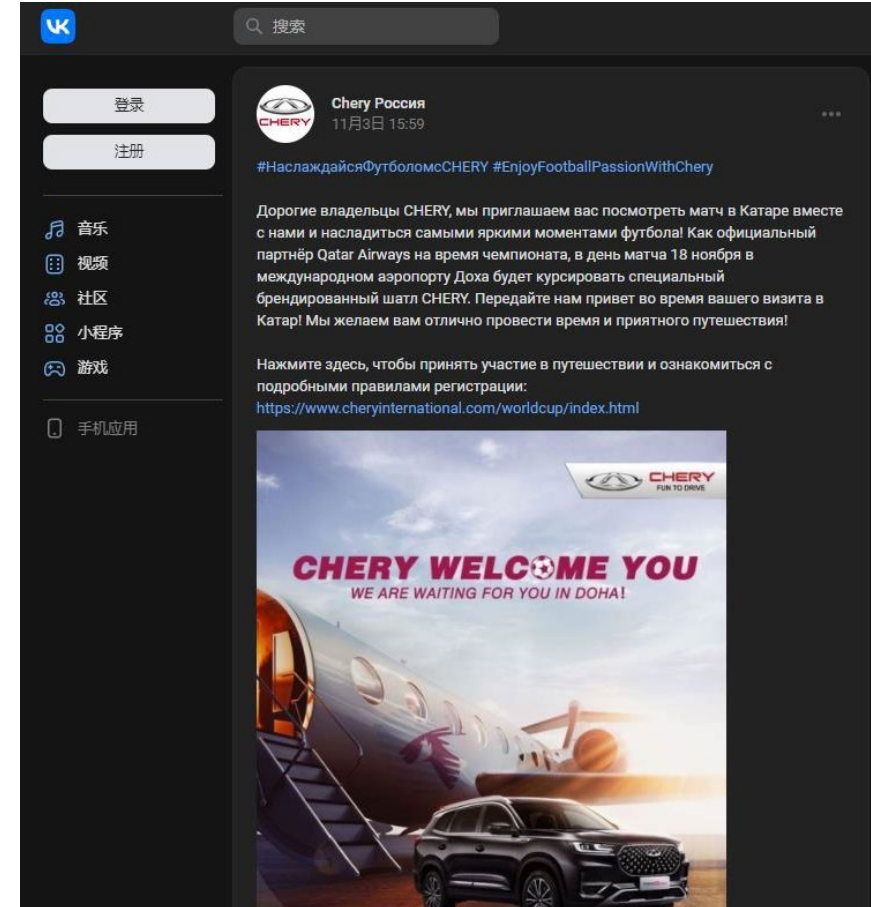 搜索
登录
注册
音乐
视频
社区
小程序
游戏
手机应用
CHERY
Chery Россия
11月3日 15:59
#НаслаждайсяФутболомсCHERY #EnjoyFootballPassionWithChery
Дорогие владельцы CHERY, мы приглашаем вас посмотреть матч в Катаре вместе
с нами и насладиться самыми яркими моментами футбола! Как официальный
партнёр Qatar Airways на время чемпионата, в день матча 18 ноября в
международном аэропорту Доха будет курсировать специальный
брендированный шатл CHERY. Передайте нам привет во время вашего визита в
Катар! Мы желаем вам отлично провести время и приятного путешествия!
Нажмите здесь, чтобы принять участие в путешествии и ознакомиться с
подробными правилами регистрации:
https://www.cheryinternational.com/worldcup/index.html
CHERY
FUN TO DRIVE
CHERY WELCOME YOU
WE ARE WAITING FOR YOU IN DOHA!